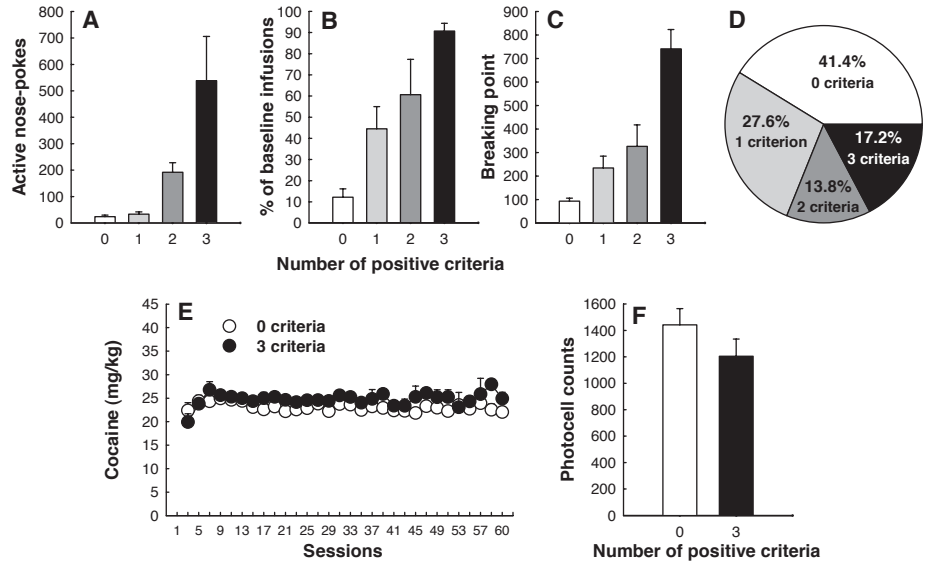 A
Active nose-pokes
800
700
600
500
400
300
200
100
0
0 1 2 3
B
% of baseline infusions
100
90
80
70
60
50
40
30
20
10
0
0 1 2 3
C
Breaking point
900
800
700
600
500
400
300
200
100
0
0 1 2 3
Number of positive criteria
D
41.4%
0 criteria
27.6%
1 criterion
17.2%
3 criteria
13.8%
2 criteria
E
0 criteria
3 criteria
Cocaine (mg/kg)
45
40
35
30
25
20
15
10
5
0
1 5 9 13 17 21 25 29 33 37 41 45 49 53 57 60
Sessions
F
Photocell counts
1600
1400
1200
1000
800
600
400
200
0
0 3
Number of positive criteria